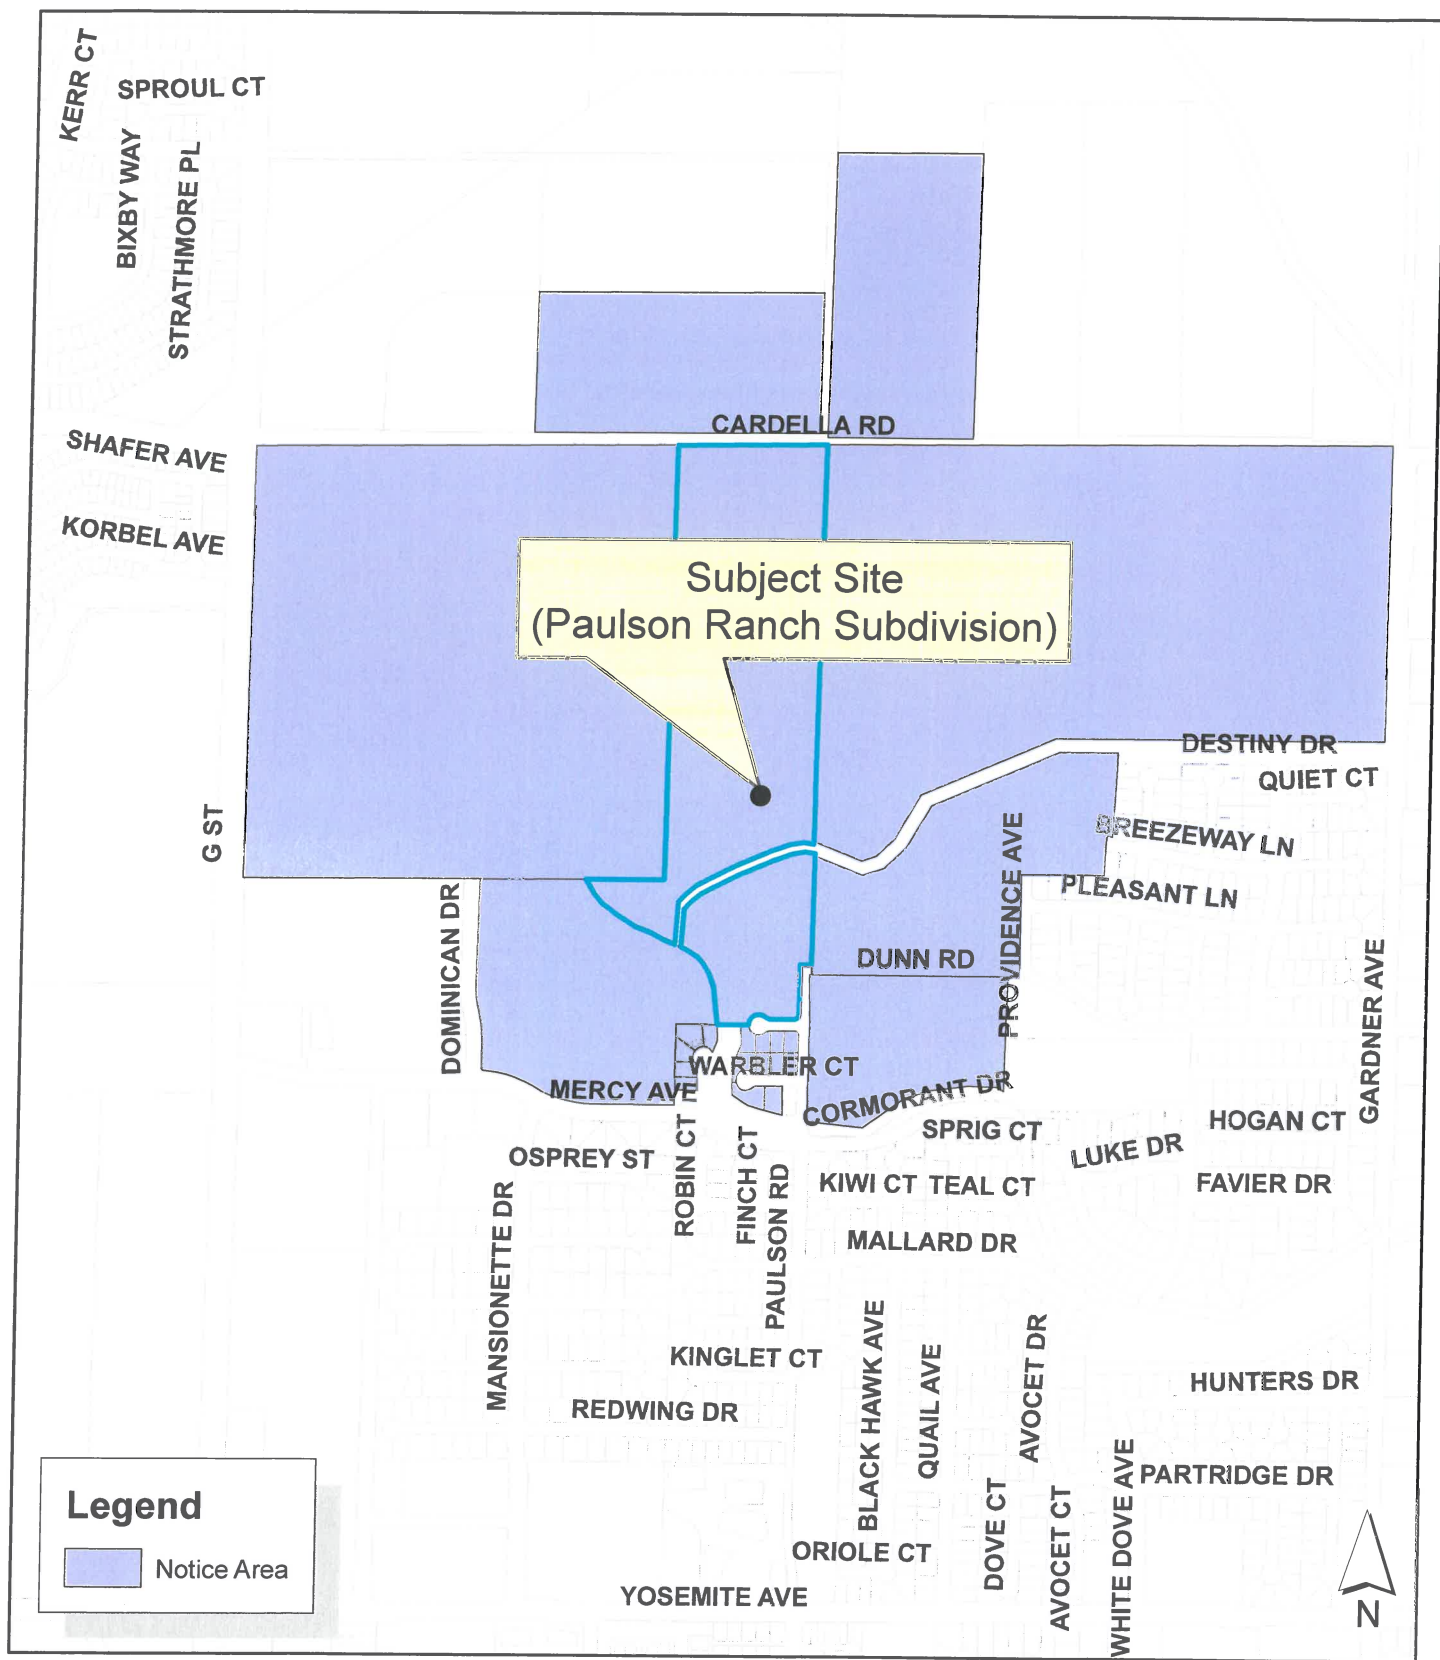 KERR CT
SPROUL CT
BIXBY WAY
STRATHMORE PL
CARDELLA RD
SHAFER AVE
KORBEL AVE
Subject Site
(Paulson Ranch Subdivision)
DESTINY DR
QUIET CT
G ST
BREEZEWAY LN
PROVIDENCE AVE
PLEASANT LN
DOMINICAN DR
DUNN RD
GARDNER AVE
WARBLER CT
MERCY AVE
CORMORANT DR
SPRIG CT
HOGAN CT
LUKE DR
OSPREY ST
ROBIN CT
FINCH CT
PAULSON RD
KIWI CT
TEAL CT
FAVIER DR
MANSIONETTE DR
MALLARD DR
BLACK HAWK AVE
QUAIL AVE
AVOCET DR
KINGLET CT
HUNTERS DR
REDWING DR
DOVE CT
AVOCET CT
WHITE DOVE AVE
PARTRIDGE DR
Legend
Notice Area
ORIOLE CT
YOSEMITE AVE
N